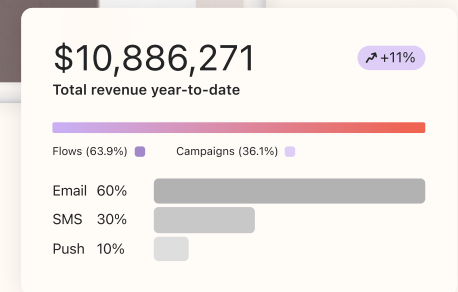 $10,886,271 +11%
Total revenue year-to-date
Flows (63.9%) Campaigns (36.1%)
Email 60%
SMS 30%
Push 10%